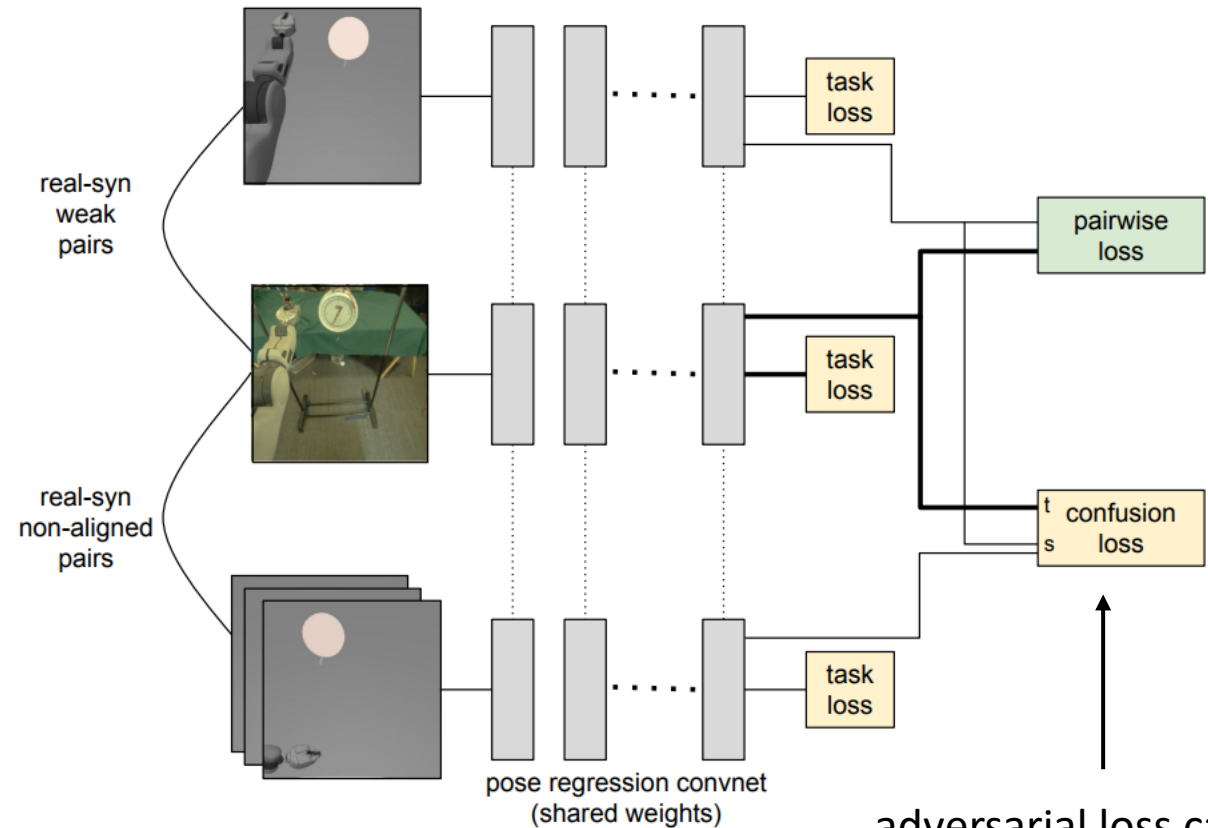 task
loss
real-syn
weak
pairs
pairwise
loss
task
loss
real-syn
non-aligned
pairs
t
confusion
s
loss
task
loss
pose regression convnet
(shared weights)
adversarial loss